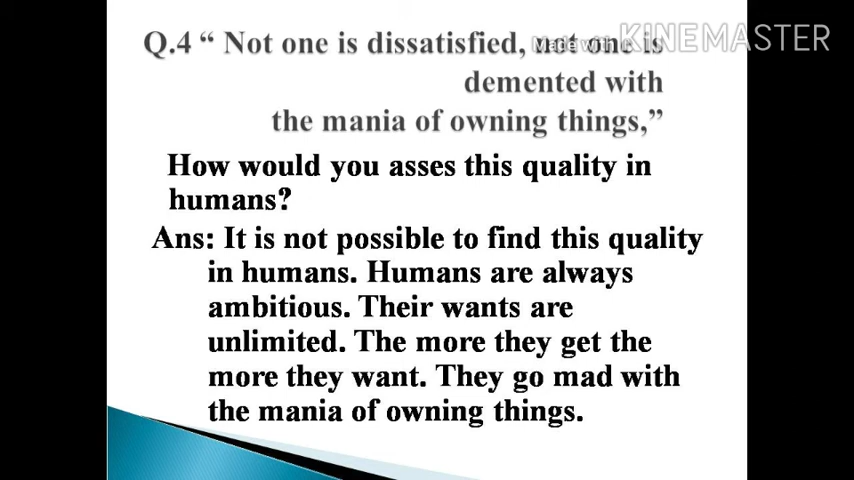 Q.4 “ Not one is dissatisfied, not one is
Made with KINEMASTER
demented with
the mania of owning things,”
How would you asses this quality in
humans?
Ans: It is not possible to find this quality
in humans. Humans are always
ambitious. Their wants are
unlimited. The more they get the
more they want. They go mad with
the mania of owning things.